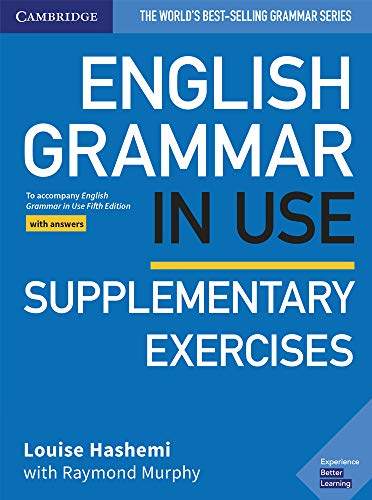 CAMBRIDGE
THE WORLD'S BEST-SELLING GRAMMAR SERIES
ENGLISH
GRAMMAR
To accompany English
Grammar in Use Fifth Edition
with answers
IN USE
SUPPLEMENTARY
EXERCISES
Louise Hashemi
with Raymond Murphy
Experience
Better
Learning